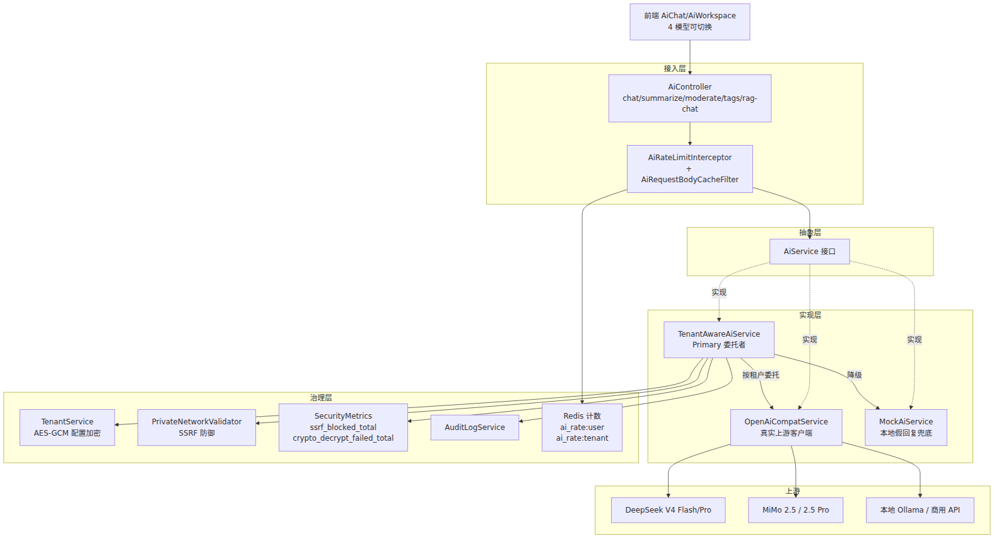 前端 AiChat/AiWorkspace
4 模型可切换
接入层
AiController
chat/summarize/moderate/tags/rag-
chat
AiRateLimitInterceptor
+
AiRequestBodyCacheFilter
抽象层
AiService 接口
实现
实现层
TenantAwareAiService
Primary 委托者
实现
实现
按租户委托
降级
治理层
TenantService
AES-GCM 配置加密
PrivateNetworkValidator
SSRF 防御
SecurityMetrics
ssrf_blocked_total
crypto_decrypt_failed_total
AuditLogService
Redis 计数
ai_rate:user
ai_rate:tenant
OpenAiCompatService
真实上游客户端
MockAiService
本地假回复兜底
上游
DeepSeek V4 Flash/Pro
MiMo 2.5 / 2.5 Pro
本地 Ollama / 商用 API